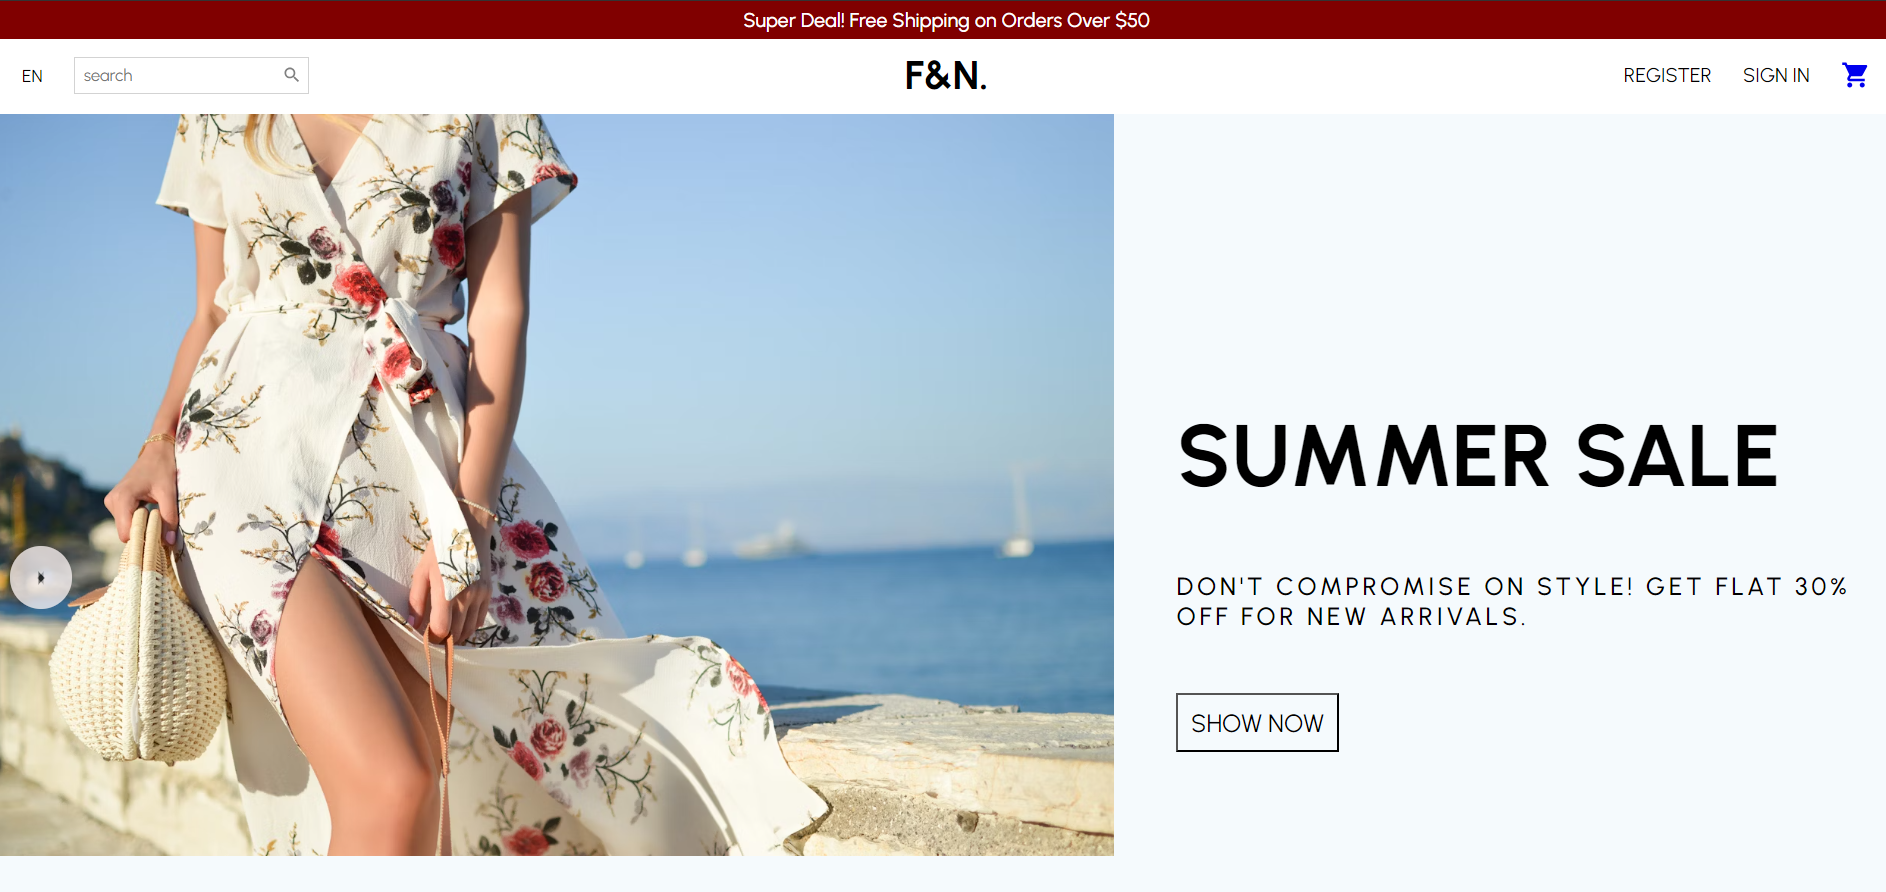 Super Deal! Free Shipping on Orders Over $50
EN
search
F&N.
REGISTER
SIGN IN
SUMMER SALE
DON'T COMPROMISE ON STYLE! GET FLAT 30%
OFF FOR NEW ARRIVALS.
SHOW NOW